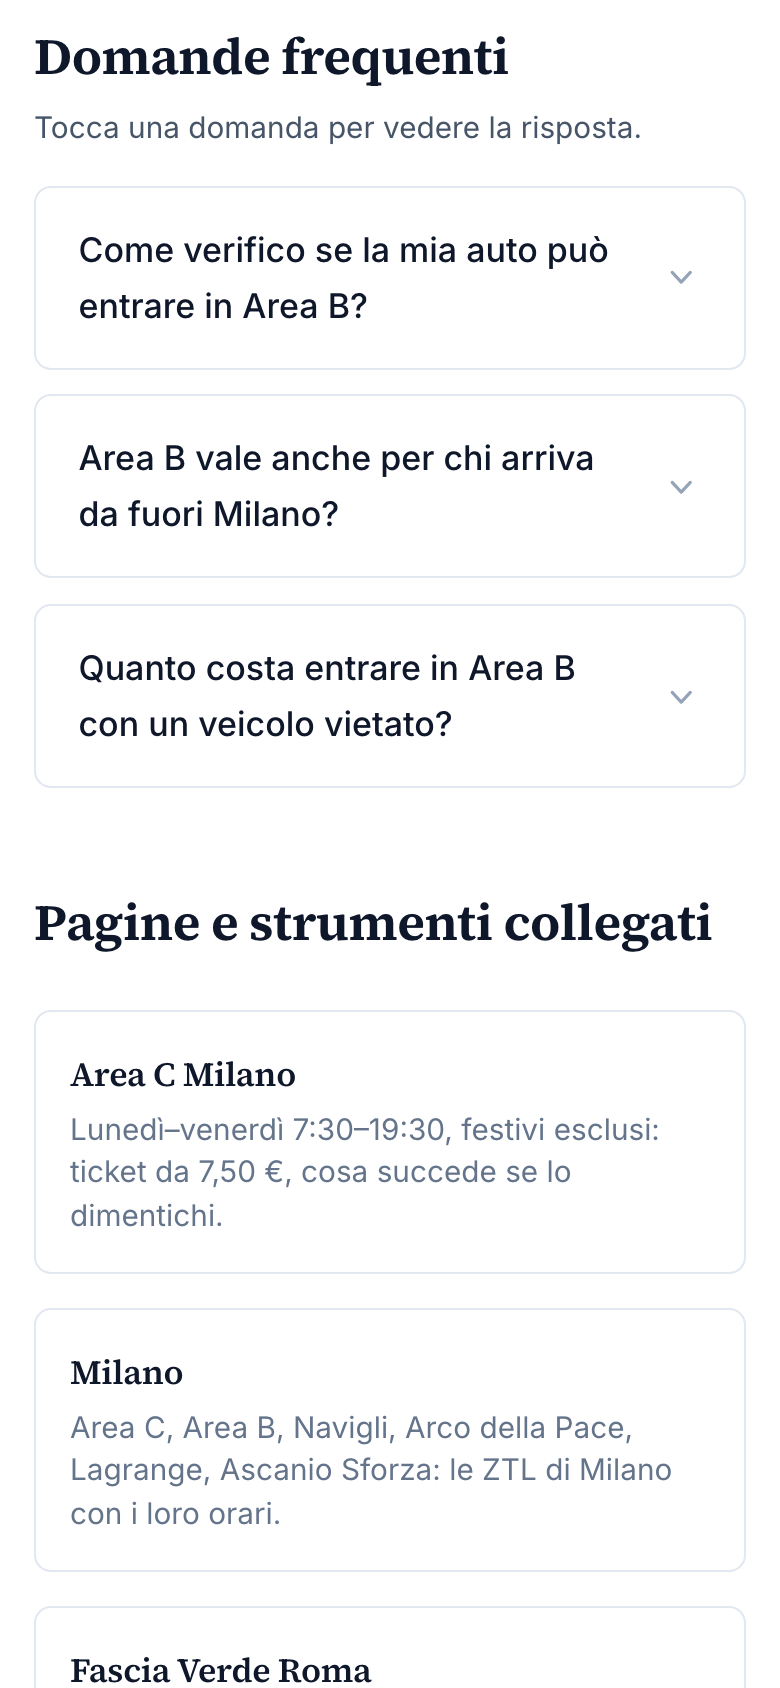 Domande frequenti
Tocca una domanda per vedere la risposta.
Come verifico se la mia auto può
entrare in Area B?
Area B vale anche per chi arriva
da fuori Milano?
Quanto costa entrare in Area B
con un veicolo vietato?
Pagine e strumenti collegati
Area C Milano
Lunedì–venerdì 7:30–19:30, festivi esclusi:
ticket da 7,50 €, cosa succede se lo
dimentichi.
Milano
Area C, Area B, Navigli, Arco della Pace,
Lagrange, Ascanio Sforza: le ZTL di Milano
con i loro orari.
Fascia Verde Roma